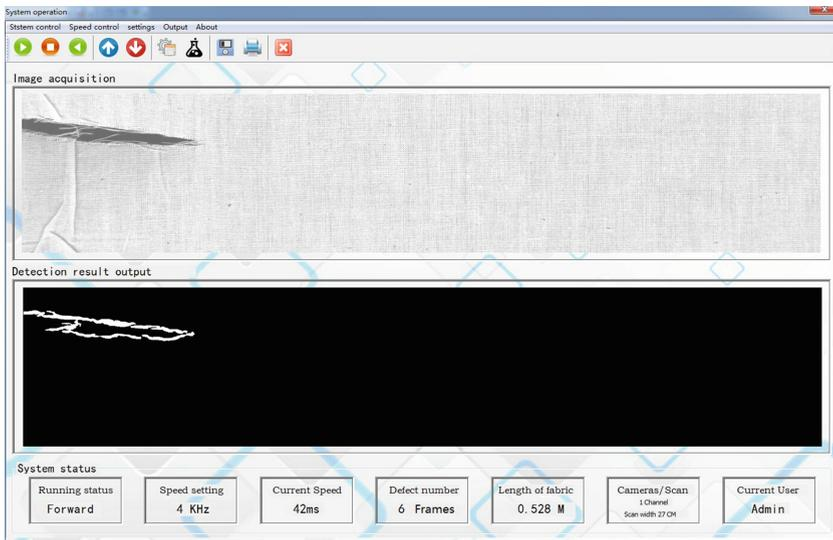 System operation
Ststem control Speed control settings Output About
Image acquisition
Detection result output
System status
Running status
Forward
Speed setting
4 KHz
Current Speed
42ms
Defect number
6 Frames
Length of fabric
0.528 M
Cameras/Scan
1 Channel
Scan width 27 CM
Current User
Admin